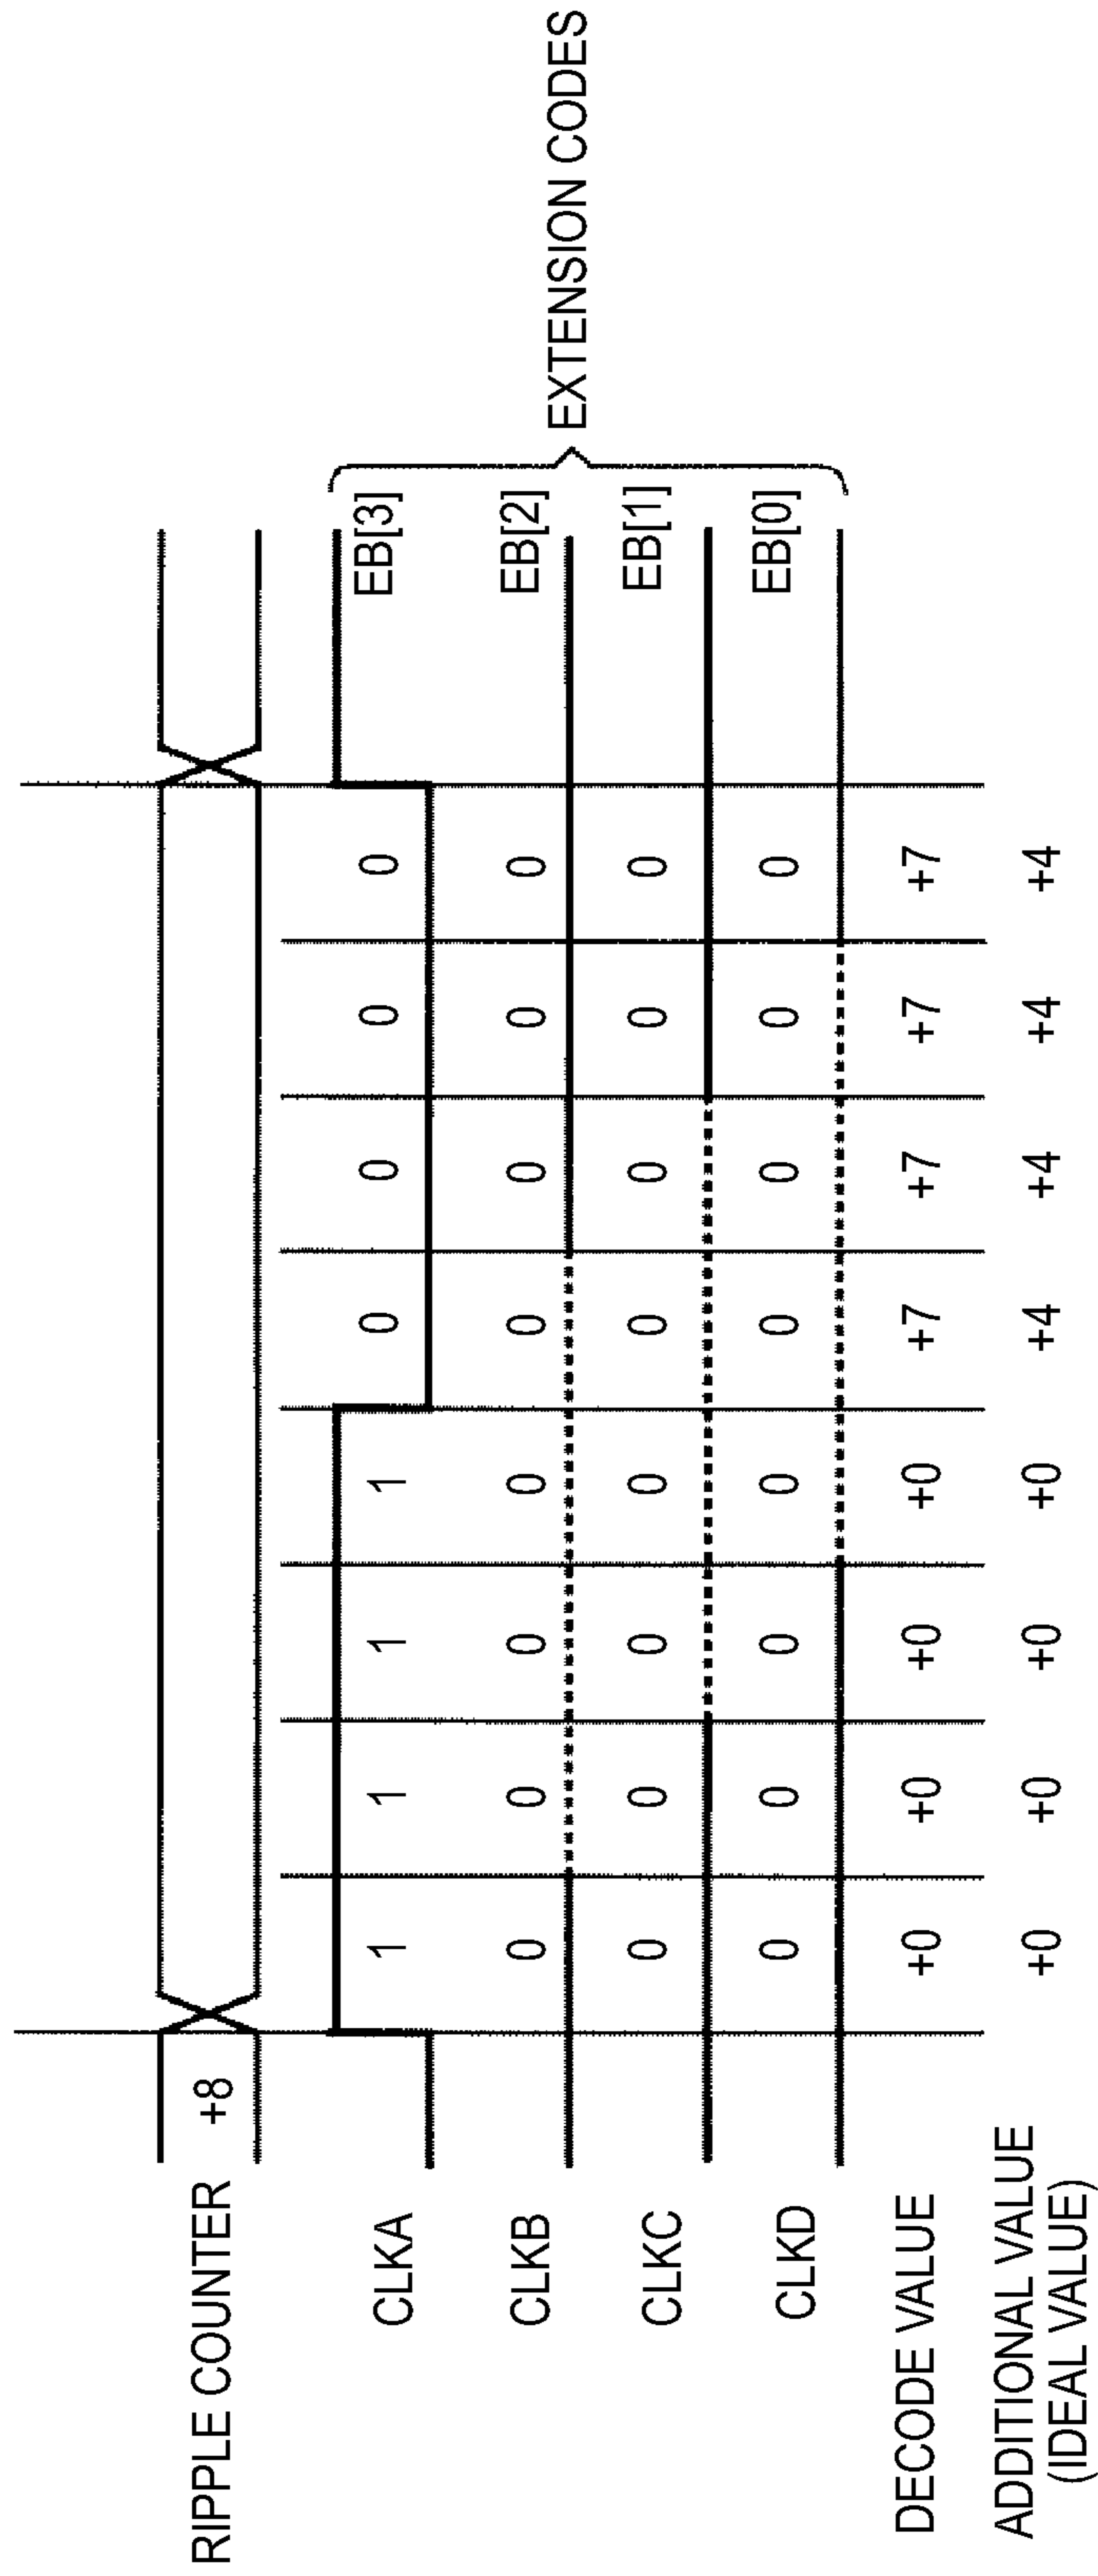 RIPPLE COUNTER +8
CLKA 1 1 1 1 0 0 0 0 EB[3]
CLKB 0 0 0 0 0 0 0 0 EB[2]
CLKC 0 0 0 0 0 0 0 0 EB[1]
CLKD 0 0 0 0 0 0 0 0 EB[0]
EXTENSION CODES
DECODE VALUE +0 +0 +0 +0 +7 +7 +7 +7
ADDITIONAL VALUE +0 +0 +0 +0 +4 +4 +4 +4
(IDEAL VALUE)